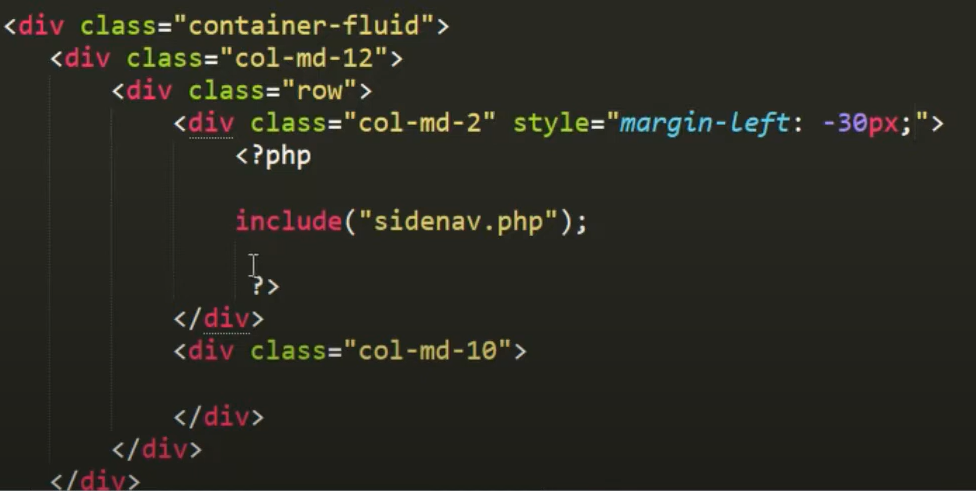 <div class="container-fluid">
<div class="col-md-12">
<div class="row">
<div class="col-md-2" style="margin-left: -30px;">
<?php
include("sidenav.php");
?>
</div>
<div class="col-md-10">
</div>
</div>
</div>